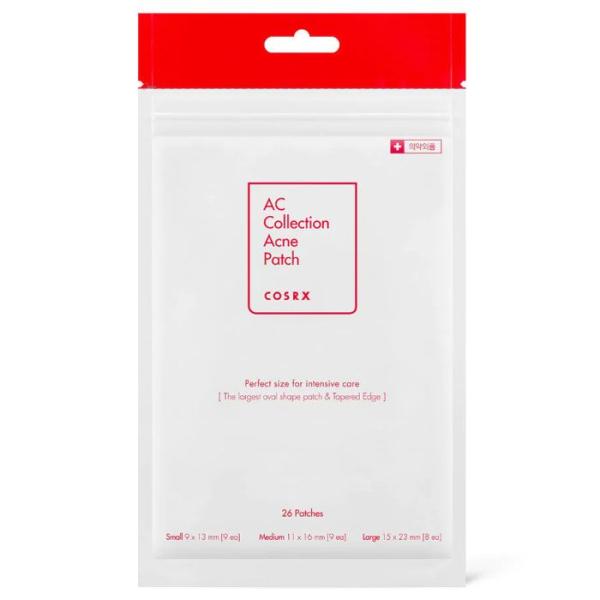 의약외품
AC
Collection
Acne
Patch
COSRX
Perfect size for intensive care
[ The largest oval shape patch & Tapered Edge ]
26 Patches
Small 9 x 13 mm [9 ea] Medium 11 x 16 mm [9 ea] Large 15 x 23 mm [8 ea]